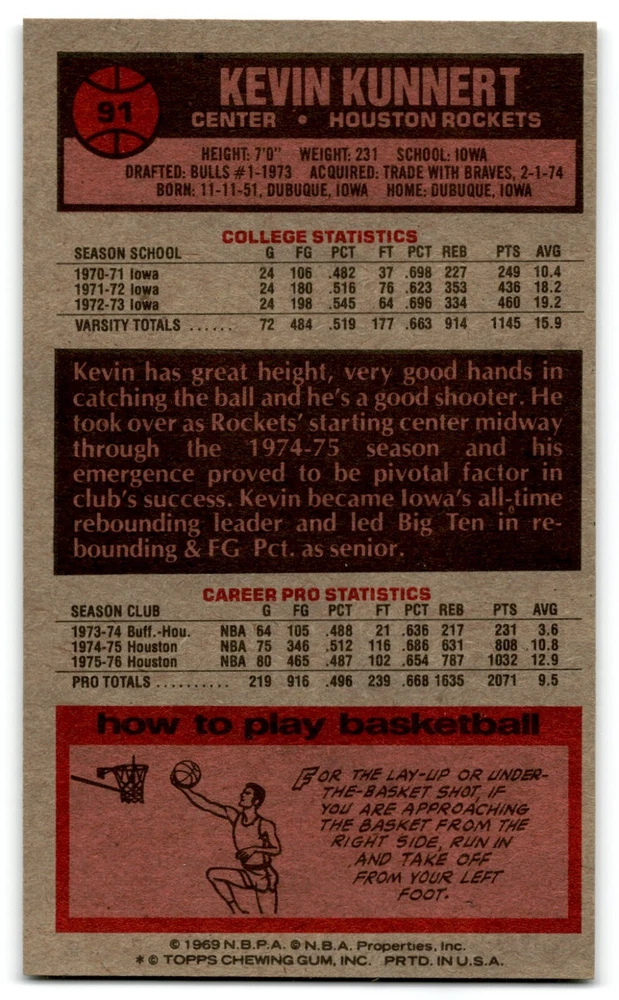 91
KEVIN KUNNERT
CENTER • HOUSTON ROCKETS
HEIGHT: 7'0" WEIGHT: 231 SCHOOL: IOWA
DRAFTED: BULLS #1-1973 ACQUIRED: TRADE WITH BRAVES, 2-1-74
BORN: 11-11-51, DUBUQUE, IOWA HOME: DUBUQUE, IOWA
COLLEGE STATISTICS
SEASON SCHOOL G FG PCT FT PCT REB PTS AVG
1970-71 Iowa 24 106 .482 37 .698 227 249 10.4
1971-72 Iowa 24 180 .516 76 .623 353 436 18.2
1972-73 Iowa 24 198 .545 64 .696 334 460 19.2
VARSITY TOTALS ...... 72 484 .519 177 .663 914 1145 15.9
Kevin has great height, very good hands in
catching the ball and he's a good shooter. He
took over as Rockets' starting center midway
through the 1974-75 season and his
emergence proved to be pivotal factor in
club's success. Kevin became Iowa's all-time
rebounding leader and led Big Ten in re-
bounding & FG Pct. as senior.
CAREER PRO STATISTICS
SEASON CLUB G FG PCT FT PCT REB PTS AVG
1973-74 Buff.-Hou. NBA 64 105 .488 21 .636 217 231 3.6
1974-75 Houston NBA 75 346 .512 116 .686 631 808 10.8
1975-76 Houston NBA 80 465 .487 102 .654 787 1032 12.9
PRO TOTALS .......... 219 916 .496 239 .668 1635 2071 9.5
how to play basketball
FOR THE LAY-UP OR UNDER-
THE-BASKET SHOT, IF
YOU ARE APPROACHING
THE BASKET FROM THE
RIGHT SIDE, RUN IN
AND TAKE OFF
FROM YOUR LEFT
FOOT.
© 1969 N.B.P.A. © N.B.A. Properties, Inc.
* © TOPPS CHEWING GUM, INC. PRTD. IN U.S.A.